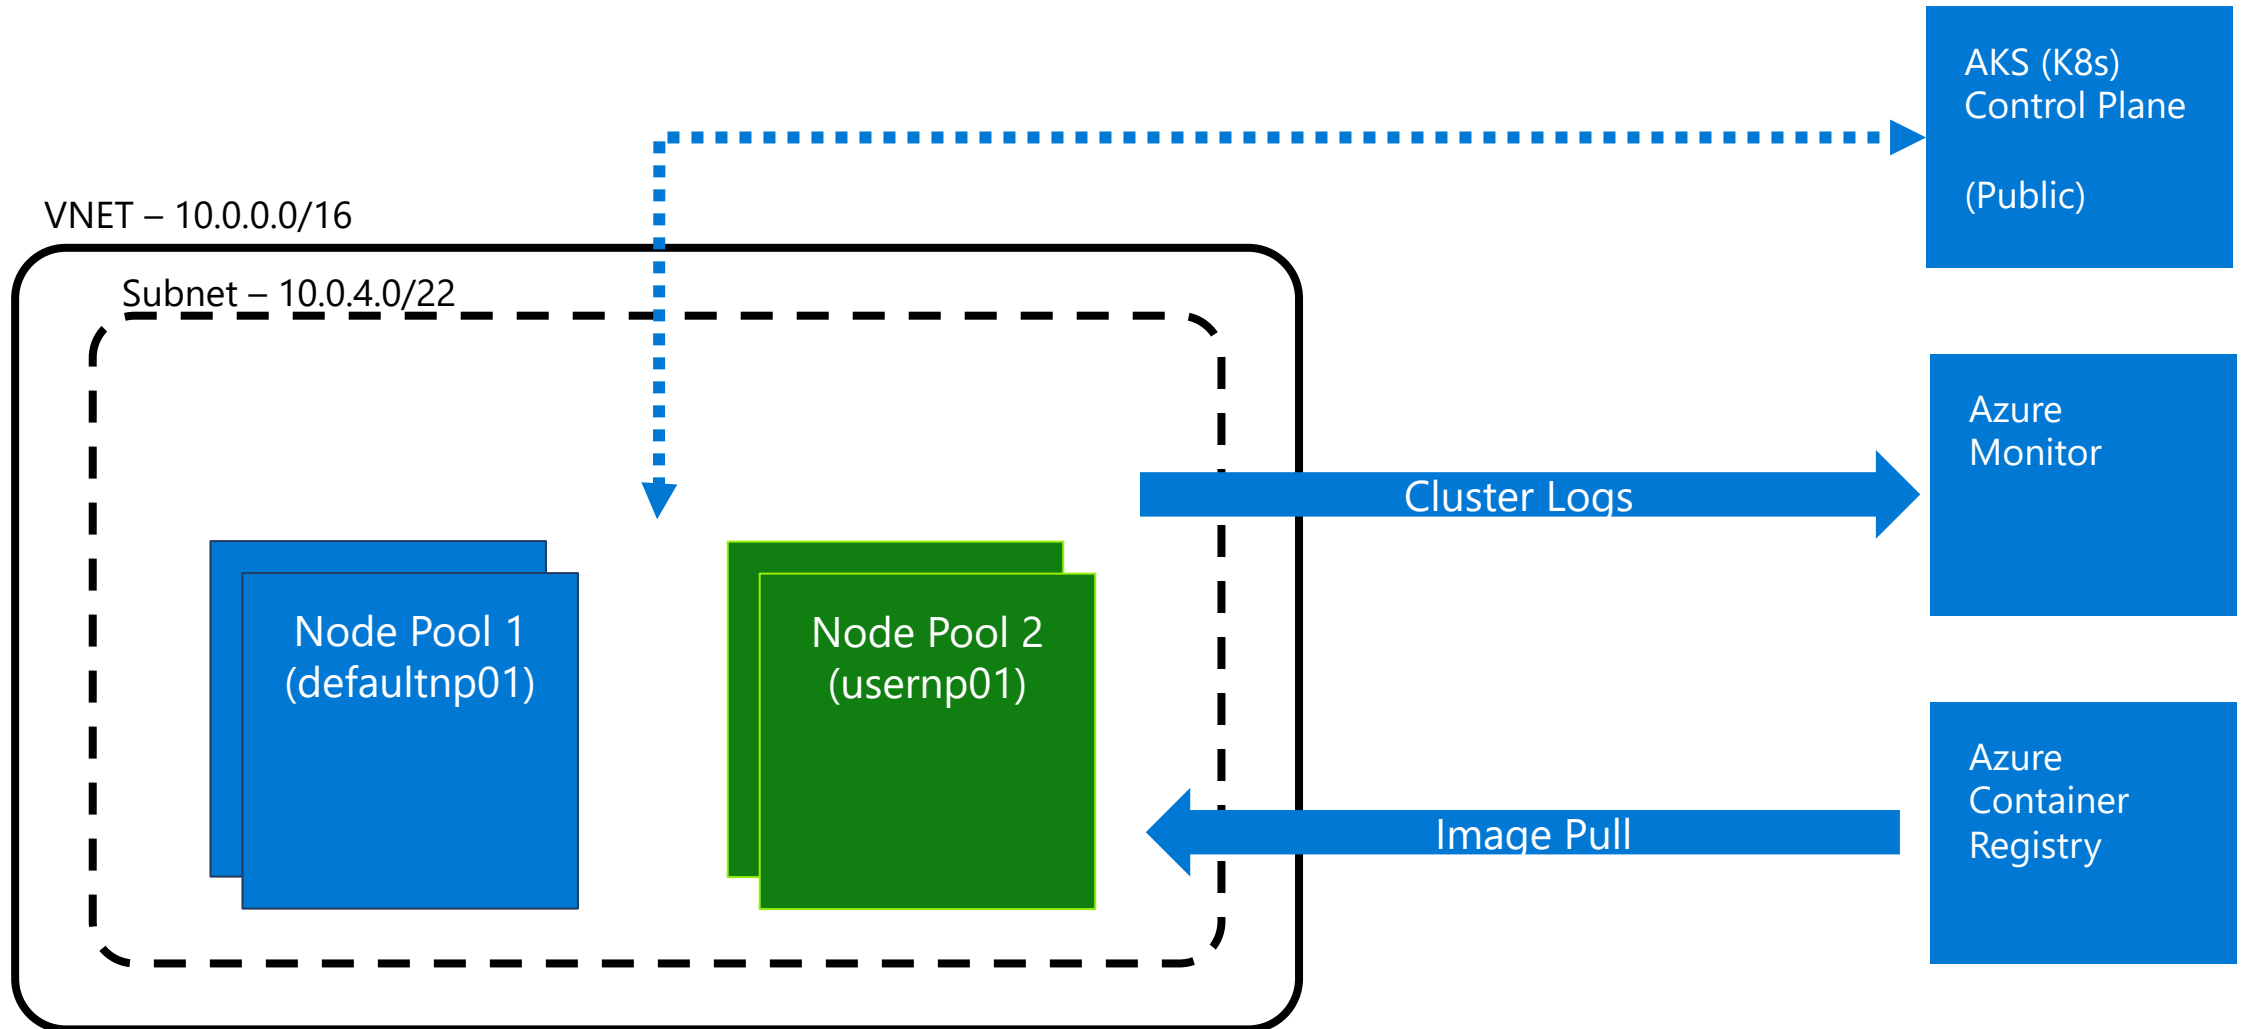 AKS (K8s)
Control Plane
(Public)
VNET – 10.0.0.0/16
Subnet – 10.0.4.0/22
Azure
Monitor
Cluster Logs
Node Pool 1
(defaultnp01)
Node Pool 2
(usernp01)
Azure
Container
Registry
Image Pull